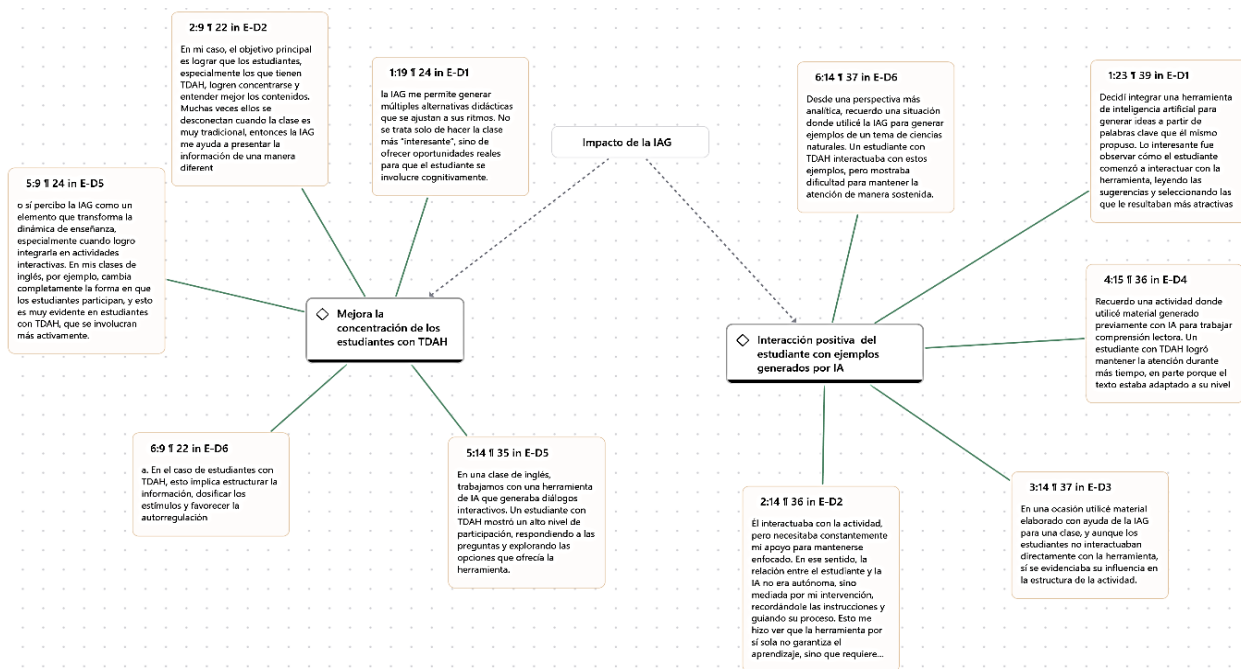 2:9 ¶ 22 in E-D2
En mi caso, el objetivo principal
es lograr que los estudiantes,
especialmente los que tienen
TDAH, logren concentrarse y
entender mejor los contenidos.
Muchas veces ellos se
desconectan cuando la clase es
muy tradicional, entonces la IAG
me ayuda a presentar la
información de una manera
diferent
1:19 ¶ 24 in E-D1
la IAG me permite generar
múltiples alternativas didácticas
que se ajustan a sus ritmos. No
se trata solo de hacer la clase
más "interesante", sino de
ofrecer oportunidades reales
para que el estudiante se
involucre cognitivamente.
Impacto de la IAG
6:14 ¶ 37 in E-D6
Desde una perspectiva más
analítica, recuerdo una situación
donde utilicé la IAG para generar
ejemplos de un tema de ciencias
naturales. Un estudiante con
TDAH interactuaba con estos
ejemplos, pero mostraba
dificultad para mantener la
atención de manera sostenida.
1:23 ¶ 39 in E-D1
Decidí integrar una herramienta
de inteligencia artificial para
generar ideas a partir de
palabras clave que él mismo
propuso. Lo interesante fue
observar cómo el estudiante
comenzó a interactuar con la
herramienta, leyendo las
sugerencias y seleccionando las
que le resultaban más atractivas
5:9 ¶ 24 in E-D5
o sí percibo la IAG como un
elemento que transforma la
dinámica de enseñanza,
especialmente cuando logro
integrarla en actividades
interactivas. En mis clases de
inglés, por ejemplo, cambia
completamente la forma en que
los estudiantes participan, y esto
es muy evidente en estudiantes
con TDAH, que se involucran
más activamente.
4:15 ¶ 36 in E-D4
Recuerdo una actividad donde
utilicé material generado
previamente con IA para trabajar
comprensión lectora. Un
estudiante con TDAH logró
mantener la atención durante
más tiempo, en parte porque el
texto estaba adaptado a su nivel
Mejora la
concentración de los
estudiantes con TDAH
Interacción positiva del
estudiante con ejemplos
generados por IA
6:9 ¶ 22 in E-D6
a. En el caso de estudiantes con
TDAH, esto implica estructurar la
información, dosificar los
estímulos y favorecer la
autorregulación
5:14 ¶ 35 in E-D5
En una clase de inglés,
trabajamos con una herramienta
de IA que generaba diálogos
interactivos. Un estudiante con
TDAH mostró un alto nivel de
participación, respondiendo a las
preguntas y explorando las
opciones que ofrecía la
herramienta.
2:14 ¶ 36 in E-D2
Él interactuaba con la actividad,
pero necesitaba constantemente
mi apoyo para mantenerse
enfocado. En ese sentido, la
relación entre el estudiante y la
IA no era autónoma, sino
mediada por mi intervención,
recordándole las instrucciones y
guiando su proceso. Esto me
hizo ver que la herramienta por
sí sola no garantiza el
aprendizaje, sino que requiere...
3:14 ¶ 37 in E-D3
En una ocasión utilicé material
elaborado con ayuda de la IAG
para una clase, y aunque los
estudiantes no interactuaban
directamente con la herramienta,
sí se evidenciaba su influencia en
la estructura de la actividad.